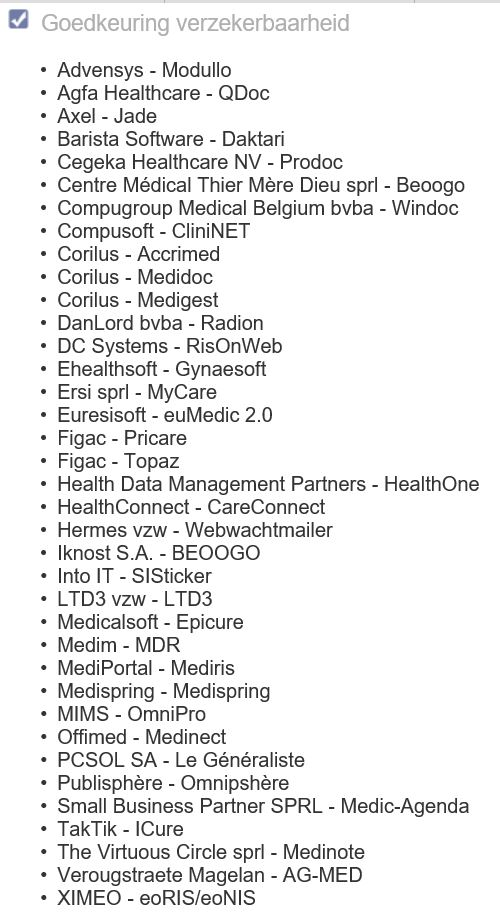 Goedkeuring verzekerbaarheid
• Advensys - Modullo
• Agfa Healthcare - QDoc
• Axel - Jade
• Barista Software - Daktari
• Cegeka Healthcare NV - Prodoc
• Centre Médical Thier Mère Dieu sprl - Beoogo
• Compugroup Medical Belgium bvba - Windoc
• Compusoft - CliniNET
• Corilus - Accrimed
• Corilus - Medidoc
• Corilus - Medigest
• DanLord bvba - Radion
• DC Systems - RisOnWeb
• Ehealthsoft - Gynaesoft
• Ersi sprl - MyCare
• Euresisoft - euMedic 2.0
• Figac - Pricare
• Figac - Topaz
• Health Data Management Partners - HealthOne
• HealthConnect - CareConnect
• Hermes vzw - Webwachtmailer
• Iknost S.A. - BEOOGO
• Into IT - SISticker
• LTD3 vzw - LTD3
• Medicalsoft - Epicure
• Medim - MDR
• MediPortal - Mediris
• Medispring - Medispring
• MIMS - OmniPro
• Offimed - Medinect
• PCSOL SA - Le Généraliste
• Publisphère - Omnipshère
• Small Business Partner SPRL - Medic-Agenda
• TakTik - ICure
• The Virtuous Circle sprl - Medinote
• Verougstraete Magelan - AG-MED
• XIMEO - eoRIS/eoNIS